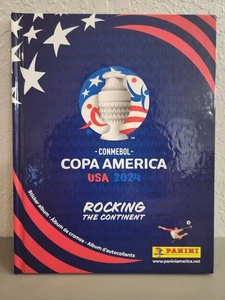 - CONMEBOL -
COPA AMERICA
USA 2024
ROCKING
THE CONTINENT
Sticker album - Álbum de cromos - Album d'autocollants
PANINI
www.paniniamerica.net